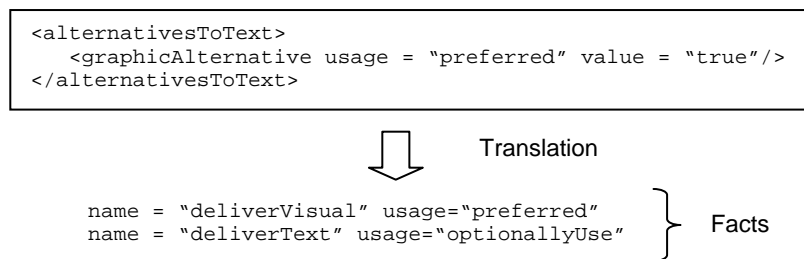 <alternativesToText>
<graphicAlternative usage = “preferred” value = “true”/>
</alternativesToText>
Translation
name = “deliverVisual” usage=“preferred”
name = “deliverText” usage=“optionallyUse”
Facts